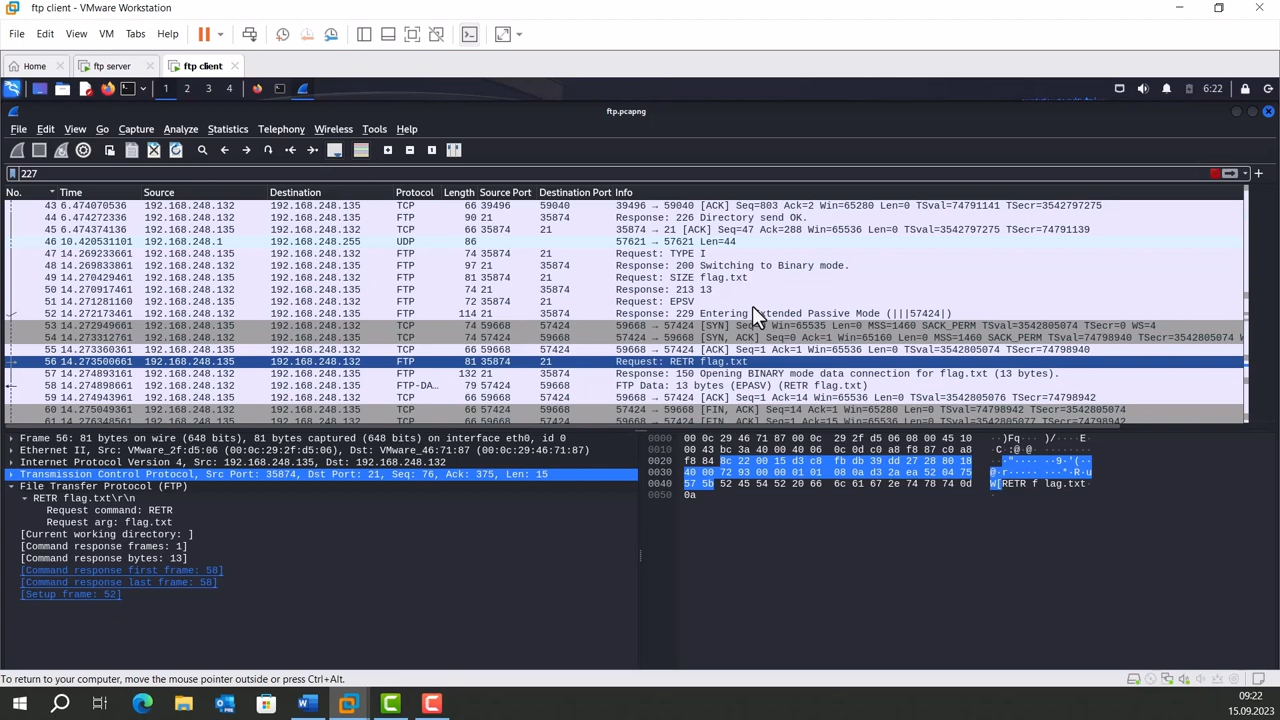 ftp client - VMware Workstation
File Edit View VM Tabs Help
Home ftp server ftp client
1 2 3 4 6:22
ftp.pcapng
File Edit View Go Capture Analyze Statistics Telephony Wireless Tools Help
227
No. Time Source Destination Protocol Length Source Port Destination Port Info
43 6.474070536 192.168.248.135 192.168.248.132 TCP 66 39496 59040 39496 → 59040 [ACK] Seq=803 Ack=2 Win=65280 Len=0 TSval=74791141 TSecr=3542797275
44 6.474272336 192.168.248.132 192.168.248.135 FTP 90 21 35874 Response: 226 Directory send OK.
45 6.474374136 192.168.248.135 192.168.248.132 TCP 66 35874 21 35874 → 21 [ACK] Seq=47 Ack=288 Win=65536 Len=0 TSval=3542797275 TSecr=74791139
46 10.420531101 192.168.248.1 192.168.248.255 UDP 86 57621 → 57621 Len=44
47 14.269233661 192.168.248.135 192.168.248.132 FTP 74 35874 21 Request: TYPE I
48 14.269833861 192.168.248.132 192.168.248.135 FTP 97 21 35874 Response: 200 Switching to Binary mode.
49 14.270429461 192.168.248.135 192.168.248.132 FTP 81 35874 21 Request: SIZE flag.txt
50 14.270917461 192.168.248.132 192.168.248.135 FTP 74 21 35874 Response: 213 13
51 14.271281160 192.168.248.135 192.168.248.132 FTP 72 35874 21 Request: EPSV
52 14.272173461 192.168.248.132 192.168.248.135 FTP 114 21 35874 Response: 229 Entering Extended Passive Mode (|||57424|)
53 14.272949661 192.168.248.135 192.168.248.132 TCP 74 59668 57424 59668 → 57424 [SYN] Seq=0 Win=65535 Len=0 MSS=1460 SACK_PERM TSval=3542805074 TSecr=0 WS=4
54 14.273312761 192.168.248.132 192.168.248.135 TCP 74 57424 59668 57424 → 59668 [SYN, ACK] Seq=0 Ack=1 Win=65160 Len=0 MSS=1460 SACK_PERM TSval=74798940 TSecr=3542805074 W
55 14.273360361 192.168.248.135 192.168.248.132 TCP 66 59668 57424 59668 → 57424 [ACK] Seq=1 Ack=1 Win=65536 Len=0 TSval=3542805074 TSecr=74798940
56 14.273500661 192.168.248.135 192.168.248.132 FTP 81 35874 21 Request: RETR flag.txt
57 14.274893161 192.168.248.132 192.168.248.135 FTP 132 21 35874 Response: 150 Opening BINARY mode data connection for flag.txt (13 bytes).
58 14.274898661 192.168.248.132 192.168.248.135 FTP-DA… 79 57424 59668 FTP Data: 13 bytes (EPASV) (RETR flag.txt)
59 14.274943961 192.168.248.135 192.168.248.132 TCP 66 59668 57424 59668 → 57424 [ACK] Seq=1 Ack=14 Win=65536 Len=0 TSval=3542805076 TSecr=74798942
60 14.275049361 192.168.248.132 192.168.248.135 TCP 66 57424 59668 57424 → 59668 [FIN, ACK] Seq=14 Ack=1 Win=65280 Len=0 TSval=74798942 TSecr=3542805074
61 14.276348561 192.168.248.135 192.168.248.132 TCP 66 59668 57424
Frame 56: 81 bytes on wire (648 bits), 81 bytes captured (648 bits) on interface eth0, id 0
Ethernet II, Src: VMware_2f:d5:06 (00:0c:29:2f:d5:06), Dst: VMware_46:71:87 (00:0c:29:46:71:87)
Internet Protocol Version 4, Src: 192.168.248.135, Dst: 192.168.248.132
Transmission Control Protocol, Src Port: 35874, Dst Port: 21, Seq: 76, Ack: 375, Len: 15
File Transfer Protocol (FTP)
RETR flag.txt\r\n
Request command: RETR
Request arg: flag.txt
[Current working directory: ]
[Command response frames: 1]
[Command response bytes: 13]
[Command response first frame: 58]
[Command response last frame: 58]
[Setup frame: 52]
0000 00 0c 29 46 71 87 00 0c 29 2f d5 06 08 00 45 10 ··)Fq··· )/····E·
0010 00 43 bc 3a 40 00 40 06 0c 0d c0 a8 f8 87 c0 a8 ·C·:@·@·
0020 f8 84 8c 22 00 15 d3 c8 fb db 39 dd 27 28 80 18 ···"···· ··9·'(··
0030 40 00 72 93 00 00 01 01 08 0a d3 2a ea 52 04 75 @·r····· ···*·R·u
0040 57 5b 52 45 54 52 20 66 6c 61 67 2e 74 78 74 0d W[RETR f lag.txt·
0050 0a ·
To return to your computer, move the mouse pointer outside or press Ctrl+Alt.
09:22
15.09.2023